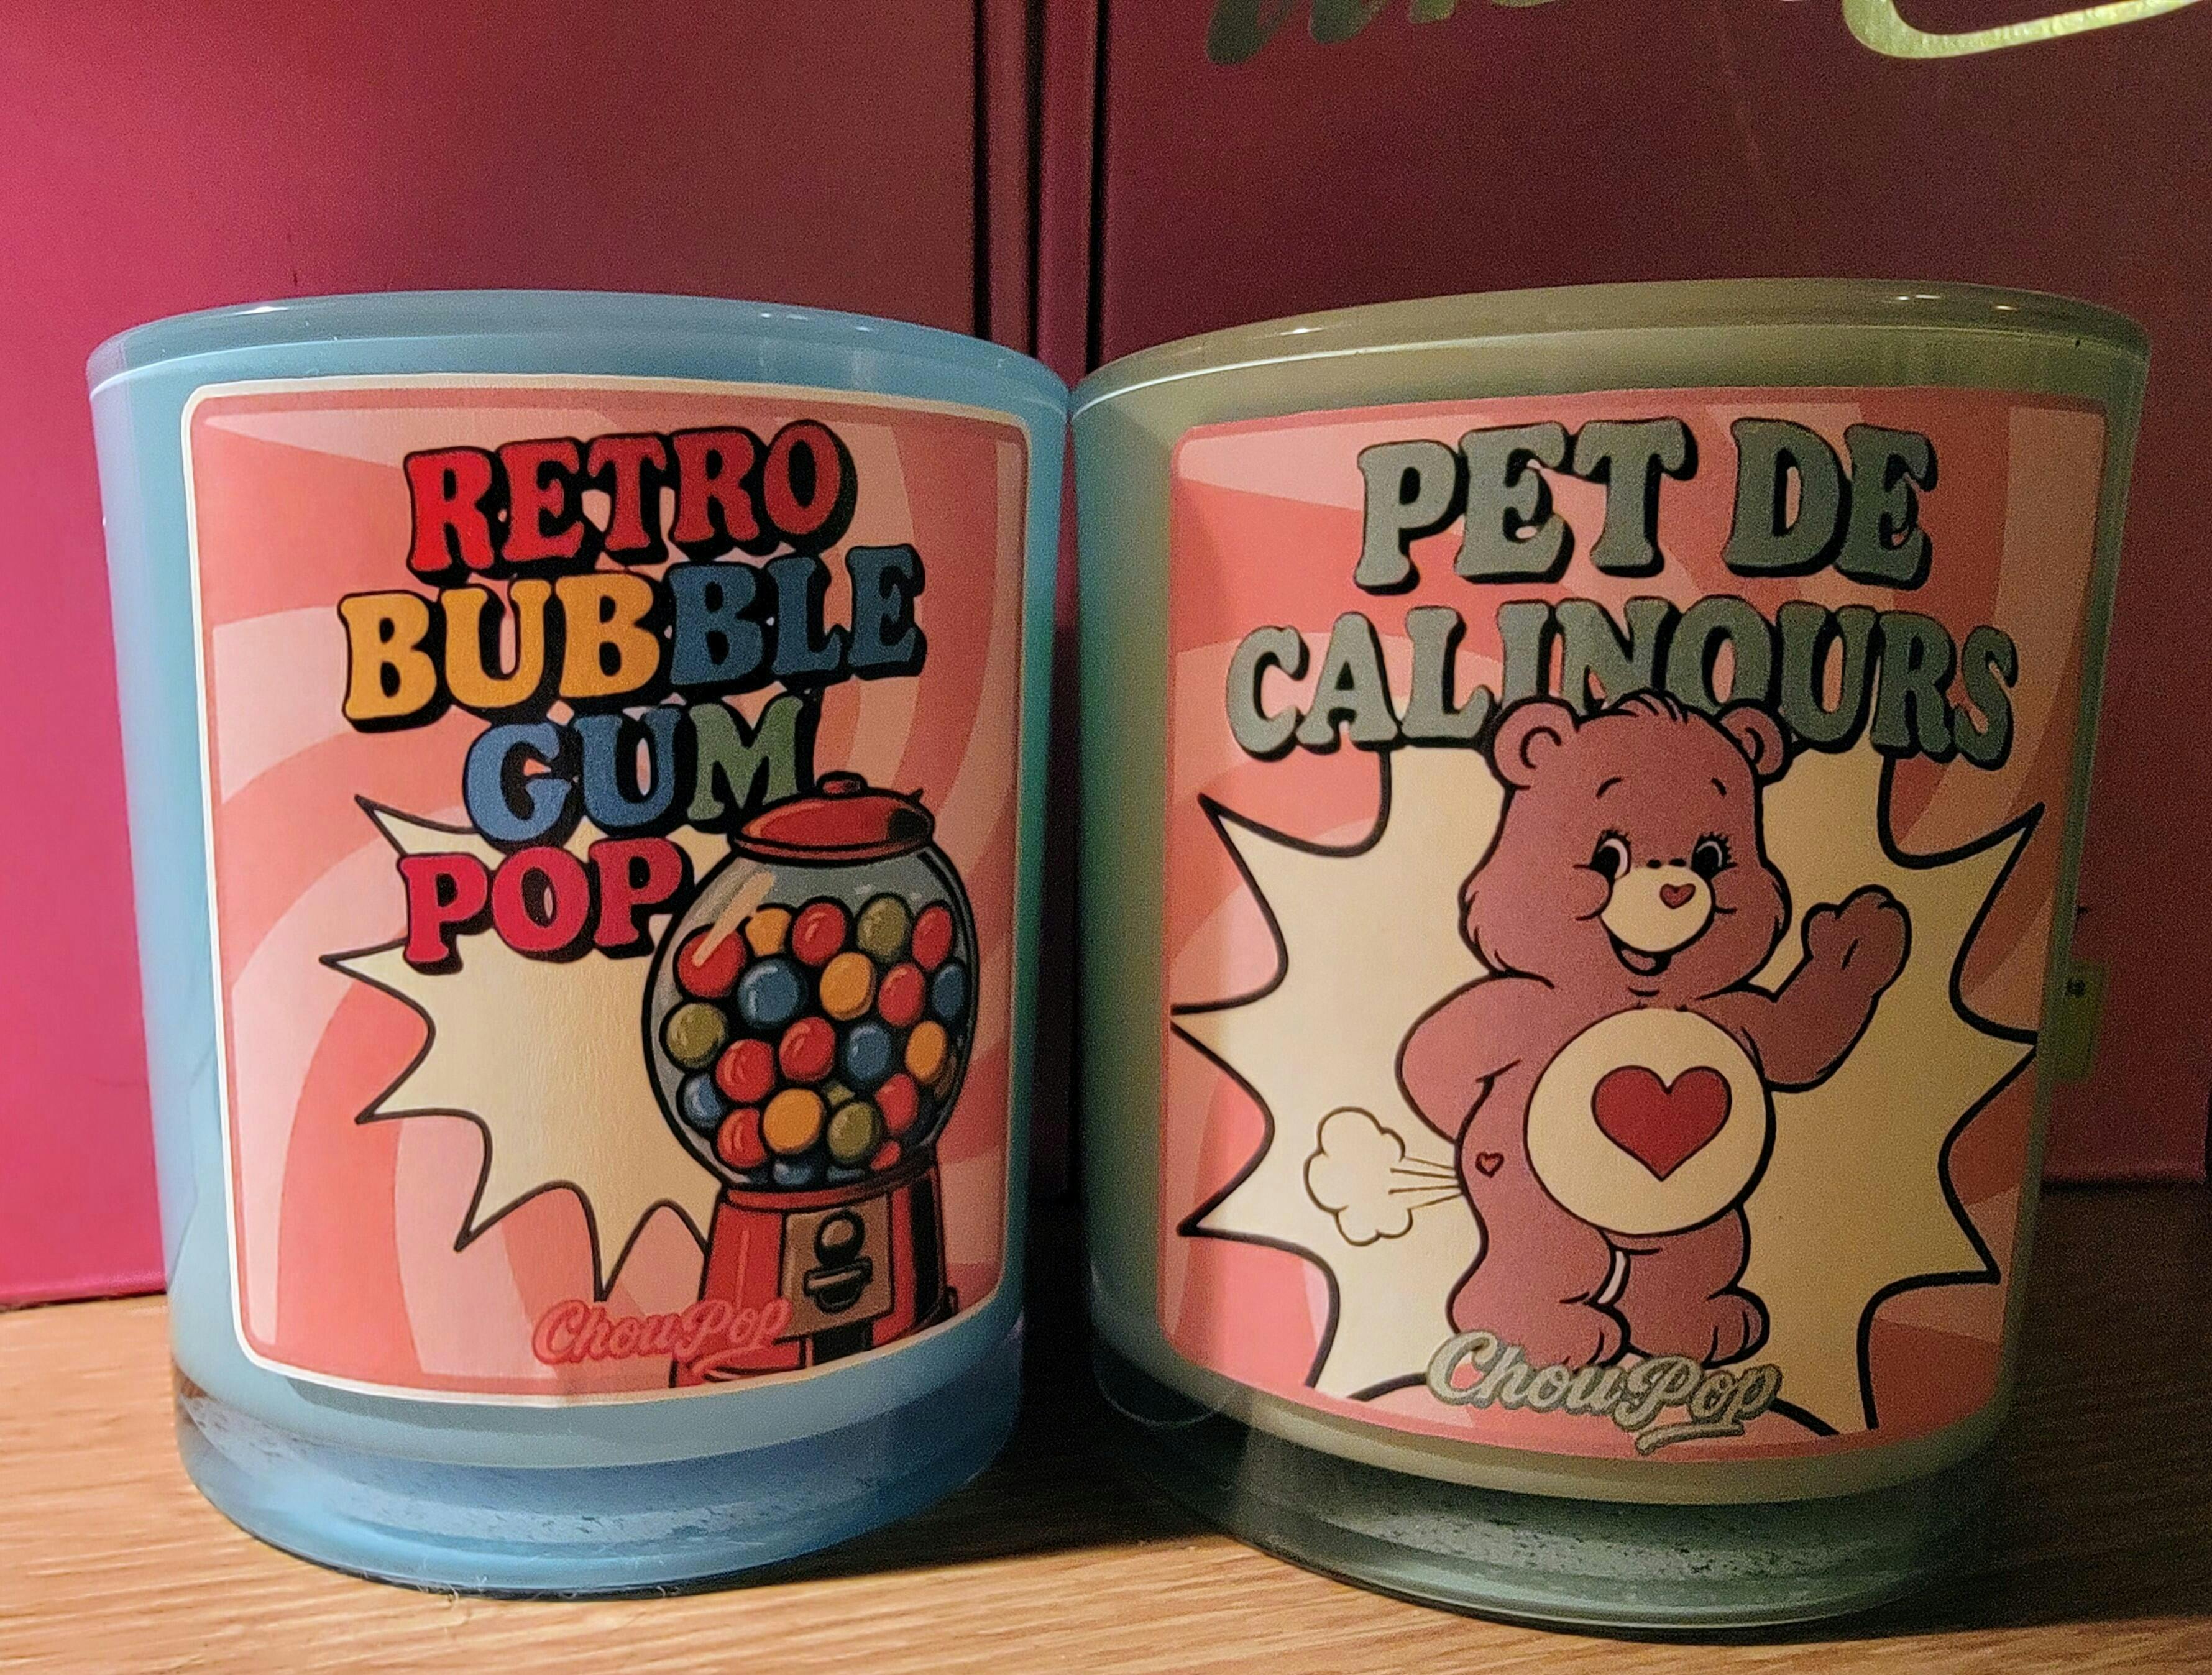 RETRO
BUBBLE
GUM
POP
ChouPop
PET DE
CALINOURS
ChouPop